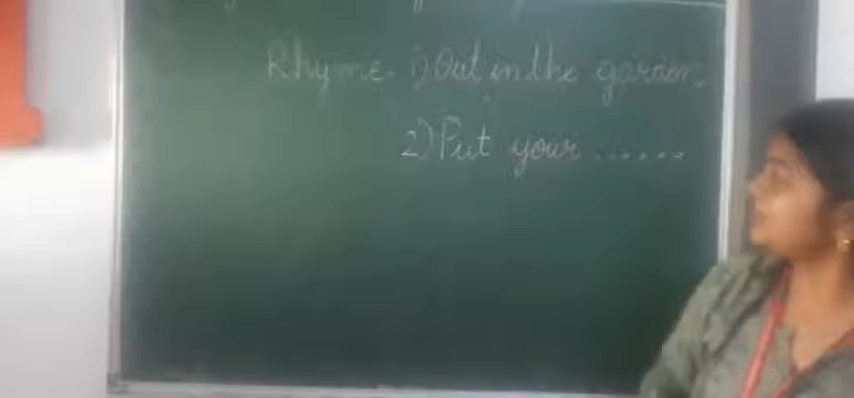 Rhyme- 1) Out in the garden.
2) Put your ......